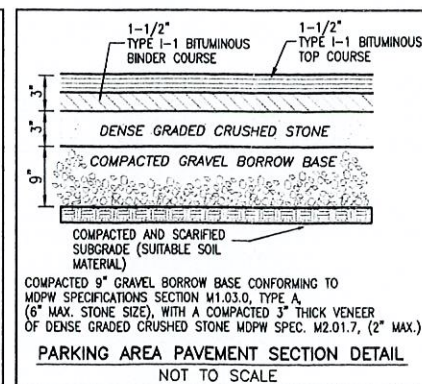 1-1/2"
TYPE I-1 BITUMINOUS
BINDER COURSE
1-1/2"
TYPE I-1 BITUMINOUS
TOP COURSE
3"
3"
DENSE GRADED CRUSHED STONE
9"
COMPACTED GRAVEL BORROW BASE
COMPACTED AND SCARIFIED
SUBGRADE (SUITABLE SOIL
MATERIAL)
COMPACTED 9" GRAVEL BORROW BASE CONFORMING TO
MDPW SPECIFICATIONS SECTION M1.03.0, TYPE A,
(6" MAX. STONE SIZE), WITH A COMPACTED 3" THICK VENEER
OF DENSE GRADED CRUSHED STONE MDPW SPEC. M2.01.7, (2" MAX.)
PARKING AREA PAVEMENT SECTION DETAIL
NOT TO SCALE